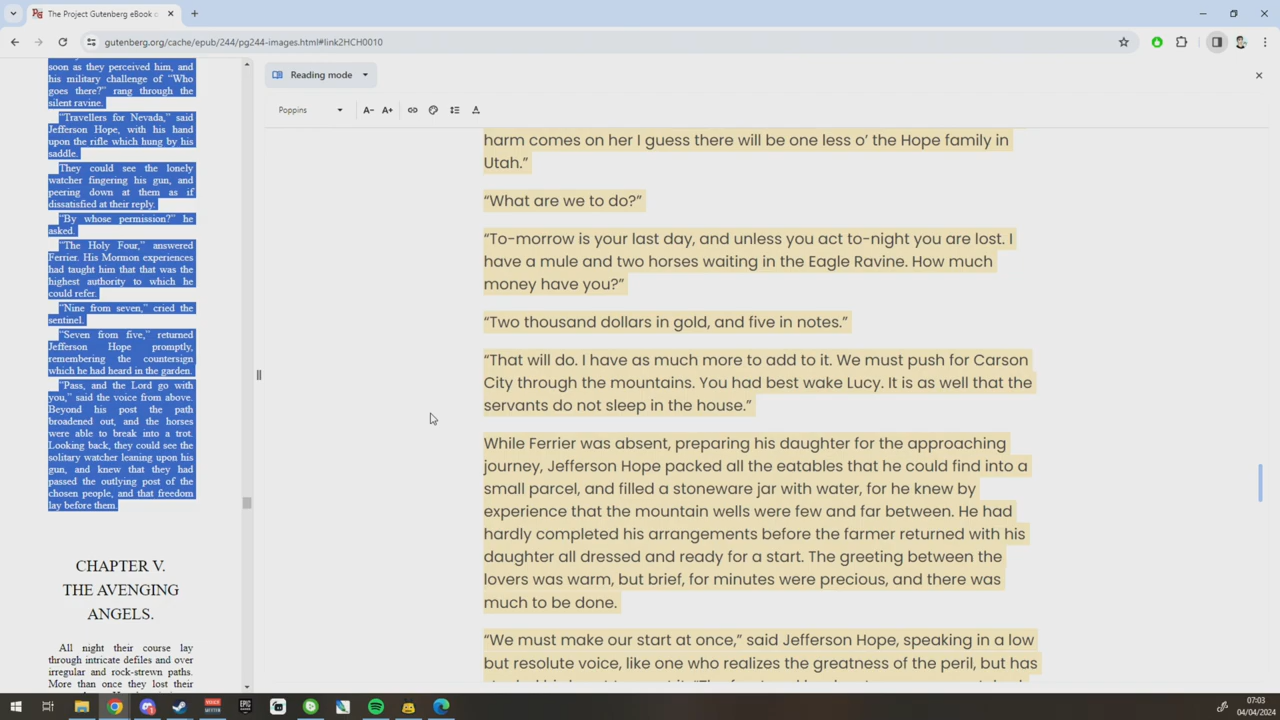 The Project Gutenberg eBook o
gutenberg.org/cache/epub/244/pg244-images.html#link2HCH0010
soon as they perceived him, and
his military challenge of “Who
goes there?” rang through the
silent ravine.
“Travellers for Nevada,” said
Jefferson Hope, with his hand
upon the rifle which hung by his
saddle.
They could see the lonely
watcher fingering his gun, and
peering down at them as if
dissatisfied at their reply.
“By whose permission?” he
asked.
“The Holy Four,” answered
Ferrier. His Mormon experiences
had taught him that that was the
highest authority to which he
could refer.
“Nine from seven,” cried the
sentinel.
“Seven from five,” returned
Jefferson Hope promptly,
remembering the countersign
which he had heard in the garden.
“Pass, and the Lord go with
you,” said the voice from above.
Beyond his post the path
broadened out, and the horses
were able to break into a trot.
Looking back, they could see the
solitary watcher leaning upon his
gun, and knew that they had
passed the outlying post of the
chosen people, and that freedom
lay before them.
CHAPTER V.
THE AVENGING
ANGELS.
All night their course lay
through intricate defiles and over
irregular and rock-strewn paths.
More than once they lost their
Reading mode
Poppins
A-
A+
harm comes on her I guess there will be one less o’ the Hope family in
Utah.”
“What are we to do?”
“To-morrow is your last day, and unless you act to-night you are lost. I
have a mule and two horses waiting in the Eagle Ravine. How much
money have you?”
“Two thousand dollars in gold, and five in notes.”
“That will do. I have as much more to add to it. We must push for Carson
City through the mountains. You had best wake Lucy. It is as well that the
servants do not sleep in the house.”
While Ferrier was absent, preparing his daughter for the approaching
journey, Jefferson Hope packed all the eatables that he could find into a
small parcel, and filled a stoneware jar with water, for he knew by
experience that the mountain wells were few and far between. He had
hardly completed his arrangements before the farmer returned with his
daughter all dressed and ready for a start. The greeting between the
lovers was warm, but brief, for minutes were precious, and there was
much to be done.
“We must make our start at once,” said Jefferson Hope, speaking in a low
but resolute voice, like one who realizes the greatness of the peril, but has
07:03
04/04/2024